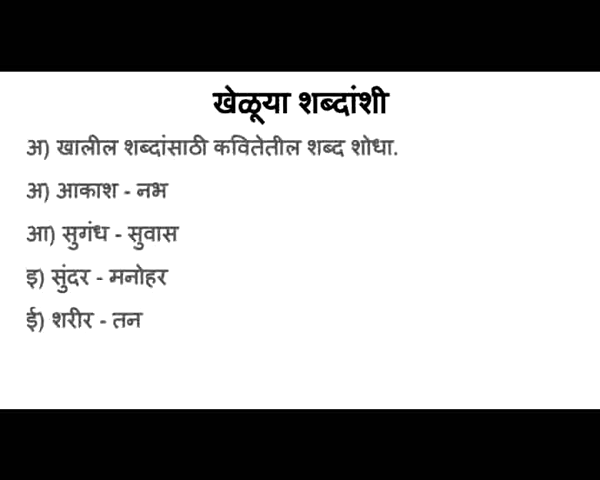 खेळूया शब्दांशी
अ) खालील शब्दांसाठी कवितेतील शब्द शोधा.
अ) आकाश - नभ
आ) सुगंध - सुवास
इ) सुंदर - मनोहर
ई) शरीर - तन